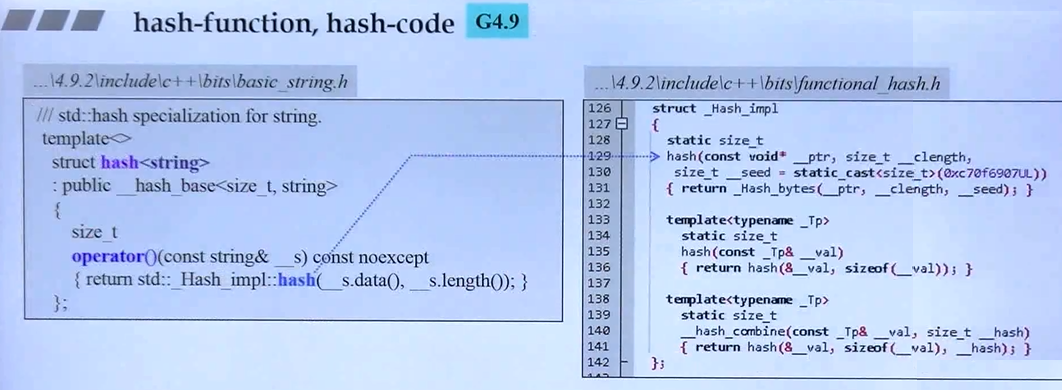 hash-function, hash-code G4.9
...\4.9.2\include\c++\bits\basic_string.h
/// std::hash specialization for string.
template<>
struct hash<string>
: public __hash_base<size_t, string>
{
size_t
operator()(const string& __s) const noexcept
{ return std::_Hash_impl::hash(__s.data(), __s.length()); }
};
...\4.9.2\include\c++\bits\functional_hash.h
126 struct _Hash_impl
127 {
128 static size_t
129 hash(const void* __ptr, size_t __clength,
130 size_t __seed = static_cast<size_t>(0xc70f6907UL))
131 { return _Hash_bytes(__ptr, __clength, __seed); }
132
133 template<typename _Tp>
134 static size_t
135 hash(const _Tp& __val)
136 { return hash(&__val, sizeof(__val)); }
137
138 template<typename _Tp>
139 static size_t
140 __hash_combine(const _Tp& __val, size_t __hash)
141 { return hash(&__val, sizeof(__val), __hash); }
142 };